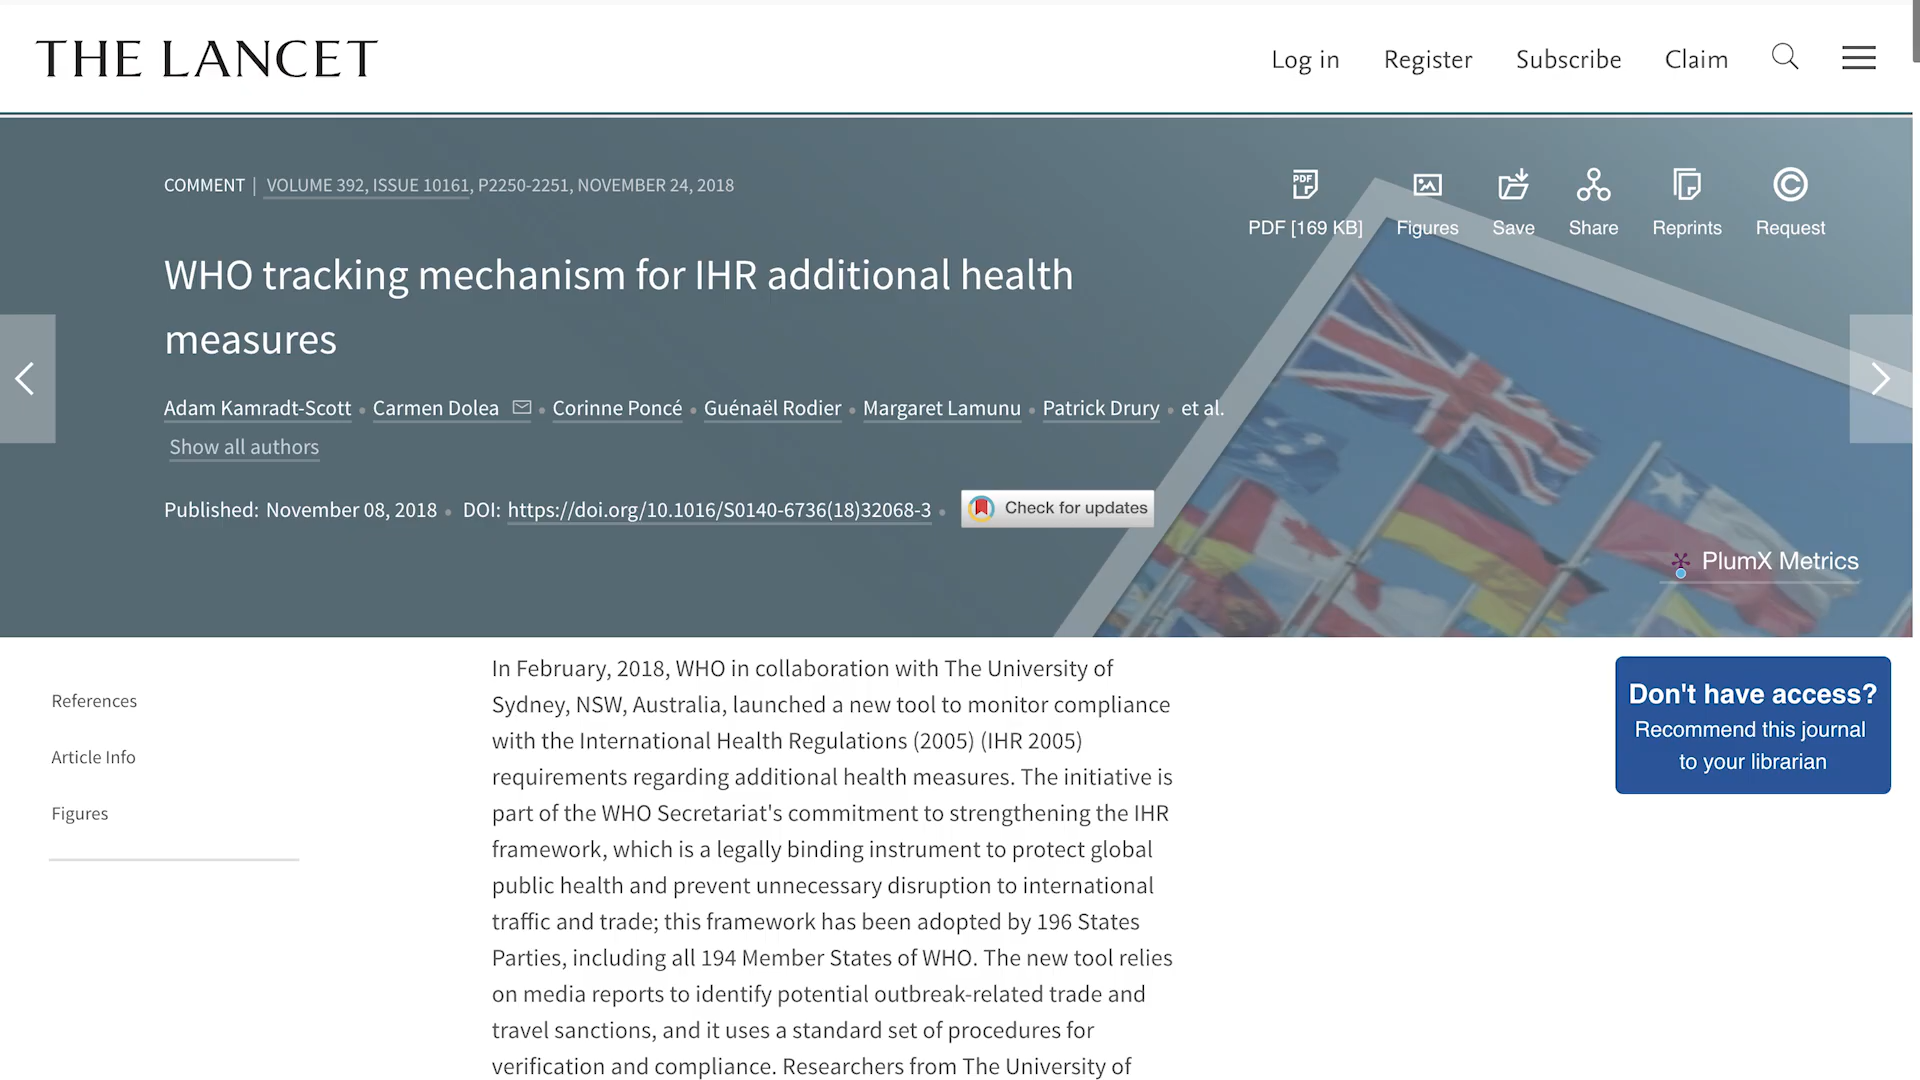 THE LANCET
Log in
Register
Subscribe
Claim
COMMENT | VOLUME 392, ISSUE 10161, P2250-2251, NOVEMBER 24, 2018
PDF
PDF [169 KB]
Figures
Save
Share
Reprints
Request
WHO tracking mechanism for IHR additional health
measures
Adam Kamradt-Scott • Carmen Dolea • Corinne Poncé • Guénaël Rodier • Margaret Lamunu • Patrick Drury • et al.
Show all authors
Published: November 08, 2018 • DOI: https://doi.org/10.1016/S0140-6736(18)32068-3 •
Check for updates
PlumX Metrics
References
Article Info
Figures
In February, 2018, WHO in collaboration with The University of
Sydney, NSW, Australia, launched a new tool to monitor compliance
with the International Health Regulations (2005) (IHR 2005)
requirements regarding additional health measures. The initiative is
part of the WHO Secretariat's commitment to strengthening the IHR
framework, which is a legally binding instrument to protect global
public health and prevent unnecessary disruption to international
traffic and trade; this framework has been adopted by 196 States
Parties, including all 194 Member States of WHO. The new tool relies
on media reports to identify potential outbreak-related trade and
travel sanctions, and it uses a standard set of procedures for
verification and compliance. Researchers from The University of
Don't have access?
Recommend this journal
to your librarian